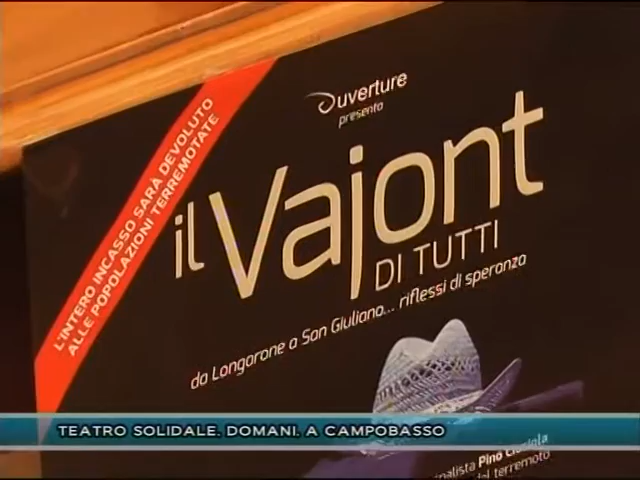 Ouverture
presenta
L'INTERO INCASSO SARÀ DEVOLUTO
ALLE POPOLAZIONI TERREMOTATE
il Vajont
DI TUTTI
da Longarone a San Giuliano... riflessi di speranza
TEATRO SOLIDALE. DOMANI, A CAMPOBASSO
Pino
del terremoto